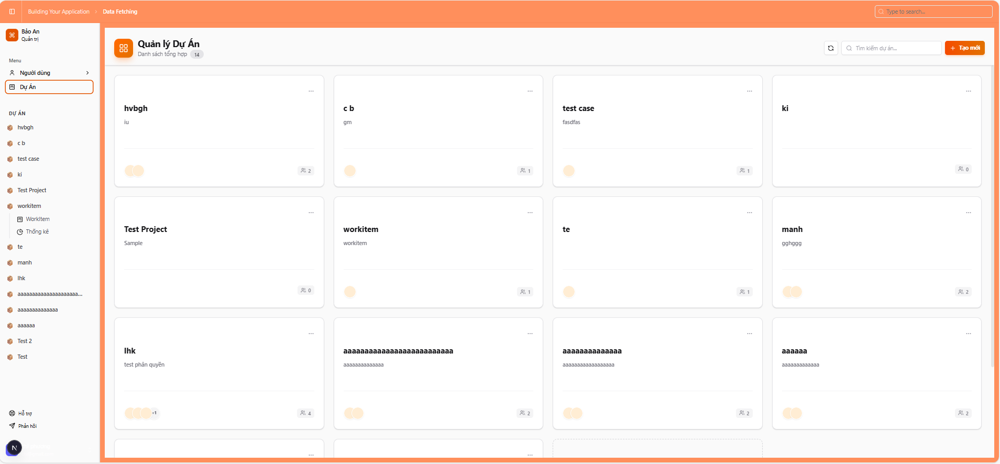 Building Your Application > Data Fetching
Type to search...
Bảo An
Quản trị
Menu
Người dùng
Dự Án
DỰ ÁN
hvbgh
c b
test case
ki
Test Project
workitem
WorkItem
Thống kê
te
manh
lhk
aaaaaaaaaaaaaaaaaaaaaa...
aaaaaaaaaaaaaa
aaaaaa
Test 2
Test
Hỗ trợ
Phản hồi
N
Quản lý Dự Án
Danh sách tổng hợp 14
Tìm kiếm dự án...
+ Tạo mới
hvbgh
iu
2
c b
gm
1
test case
fasdfas
1
ki
0
Test Project
Sample
0
workitem
workitem
1
te
1
manh
gghggg
2
lhk
test phân quyền
+1
4
aaaaaaaaaaaaaaaaaaaaaaaaaa
aaaaaaaaaaaaaa
2
aaaaaaaaaaaaaa
aaaaaaaaaaaaaaaaaa
2
aaaaaa
aaaaaaaaaaaaa
2